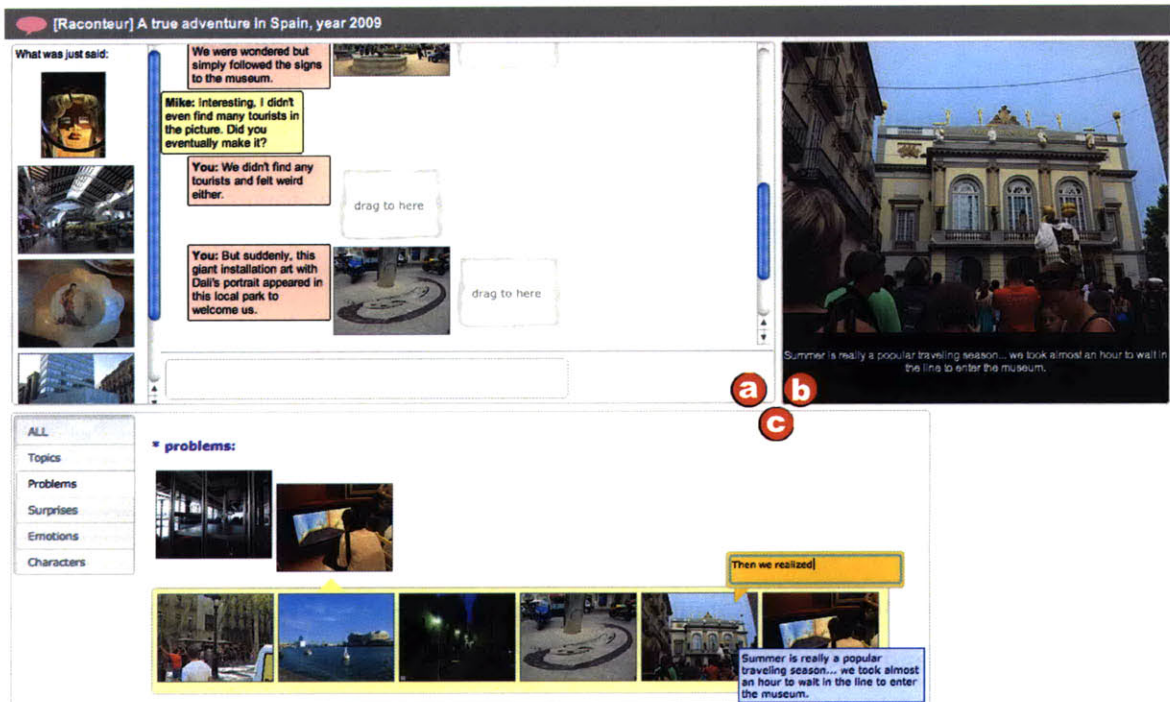 [Raconteur] A true adventure in Spain, year 2009
What was just said:
We were wondered but
simply followed the signs
to the museum.
Mike: Interesting, I didn't
even find many tourists in
the picture. Did you
eventually make it?
You: We didn't find any
tourists and felt weird
either.
drag to here
You: But suddenly, this
giant installation art with
Dali's portrait appeared in
this local park to
welcome us.
drag to here
a
b
Summer is really a popular traveling season... we took almost an hour to wait in
the line to enter the museum.
c
ALL
Topics
Problems
Surprises
Emotions
Characters
* problems:
Then we realized
Summer is really a popular
traveling season... we took almost
an hour to wait in the line to enter
the museum.